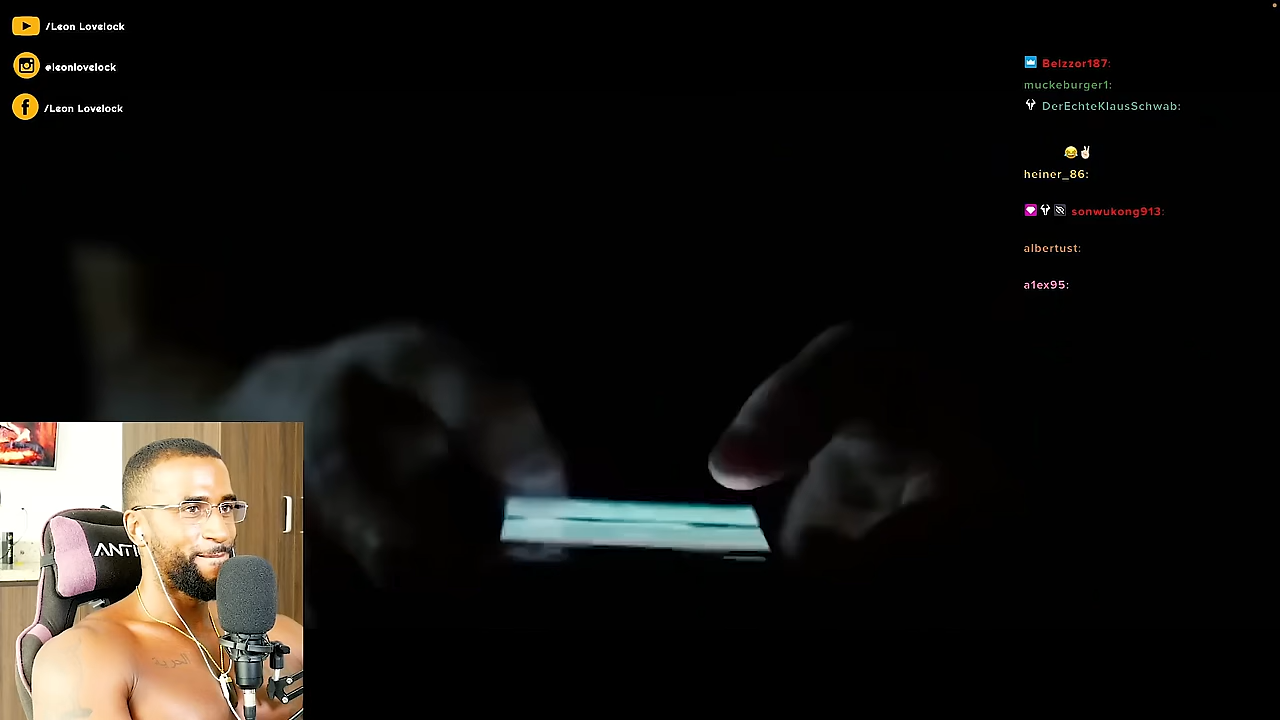 /Leon Lovelock
@leonlovelock
/Leon Lovelock
Belzzor187:
muckeburger1:
DerEchteKlausSchwab:
😂✌🏻
heiner_86:
sonwukong913:
albertust:
a1ex95:
ANTI